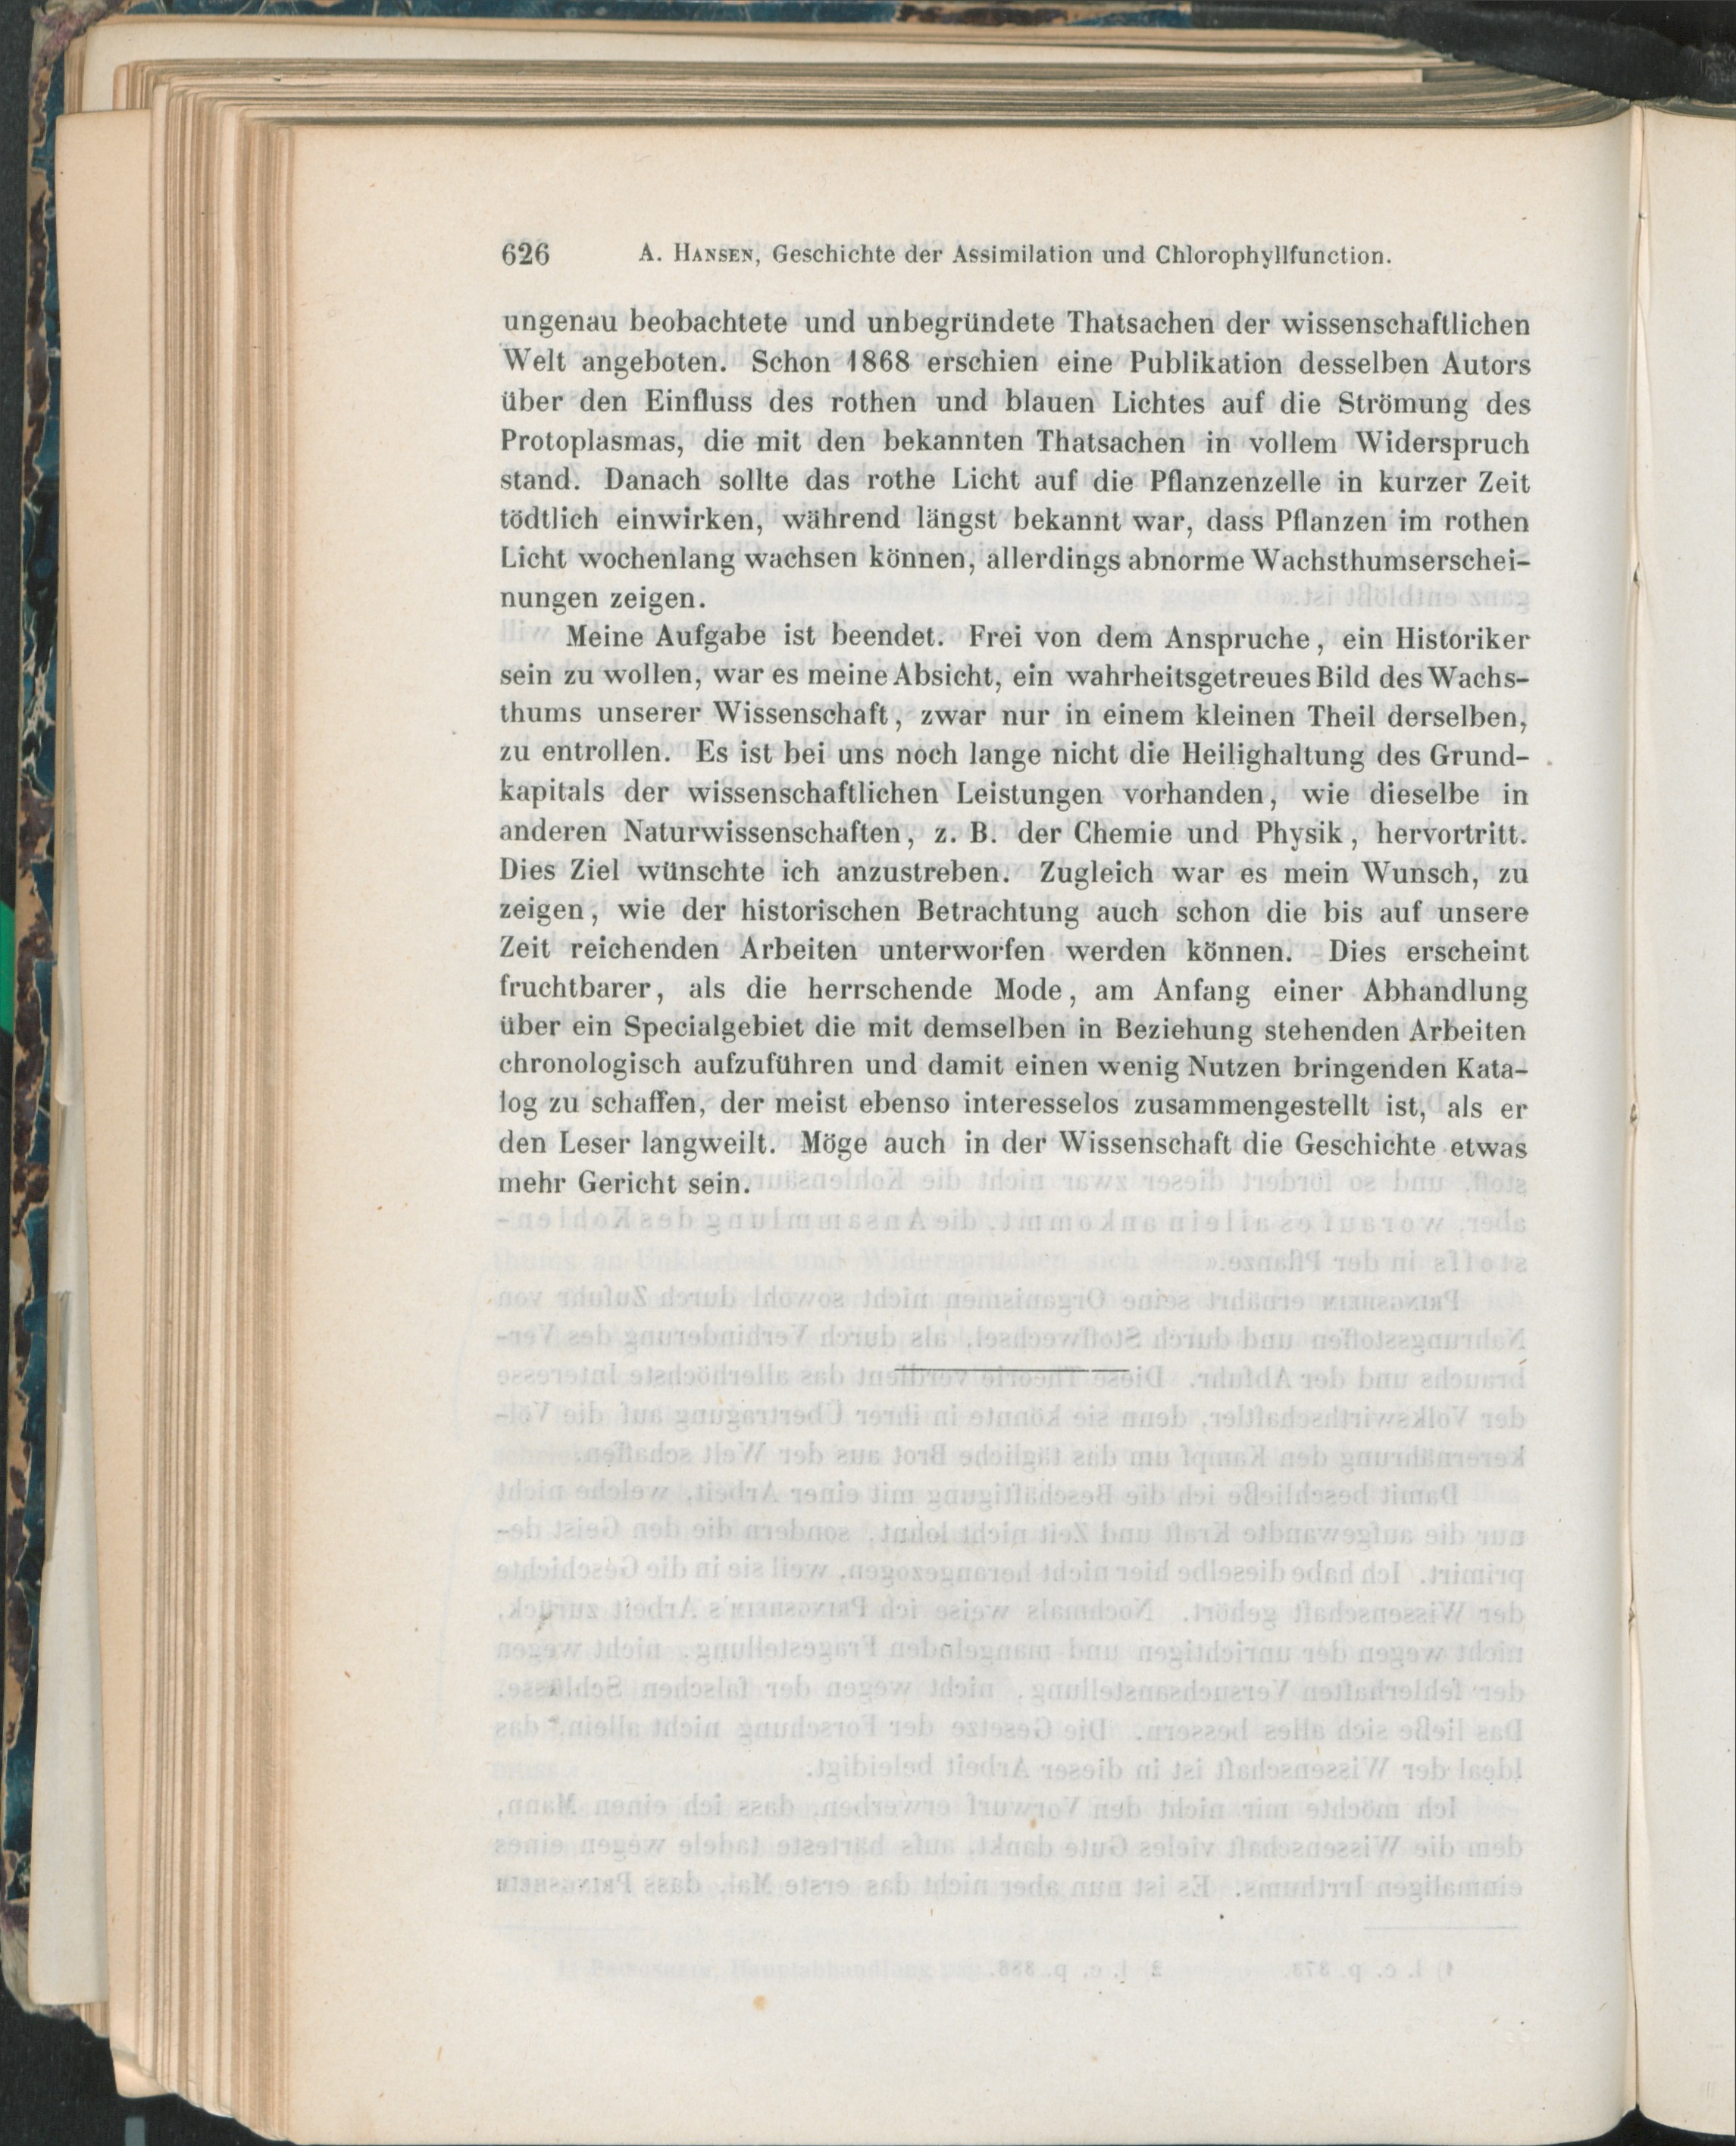 626 A. Hansen, Geschichte der Assimilation und Chlorophyllfunction.
ungenau beobachtete und unbegründete Thatsachen der wissenschaftlichen
Welt angeboten. Schon 1868 erschien eine Publikation desselben Autors
über den Einfluss des rothen und blauen Lichtes auf die Strömung des
Protoplasmas, die mit den bekannten Thatsachen in vollem Widerspruch
stand. Danach sollte das rothe Licht auf die Pflanzenzelle in kurzer Zeit
tödtlich einwirken, während längst bekannt war, dass Pflanzen im rothen
Licht wochenlang wachsen können, allerdings abnorme Wachsthumserschei-
nungen zeigen.
Meine Aufgabe ist beendet. Frei von dem Anspruche, ein Historiker
sein zu wollen, war es meine Absicht, ein wahrheitsgetreues Bild des Wachs-
thums unserer Wissenschaft, zwar nur in einem kleinen Theil derselben,
zu entrollen. Es ist bei uns noch lange nicht die Heilighaltung des Grund-
kapitals der wissenschaftlichen Leistungen vorhanden, wie dieselbe in
anderen Naturwissenschaften, z. B. der Chemie und Physik, hervortritt.
Dies Ziel wünschte ich anzustreben. Zugleich war es mein Wunsch, zu
zeigen, wie der historischen Betrachtung auch schon die bis auf unsere
Zeit reichenden Arbeiten unterworfen werden können. Dies erscheint
fruchtbarer, als die herrschende Mode, am Anfang einer Abhandlung
über ein Specialgebiet die mit demselben in Beziehung stehenden Arbeiten
chronologisch aufzuführen und damit einen wenig Nutzen bringenden Kata-
log zu schaffen, der meist ebenso interesselos zusammengestellt ist, als er
den Leser langweilt. Möge auch in der Wissenschaft die Geschichte etwas
mehr Gericht sein.